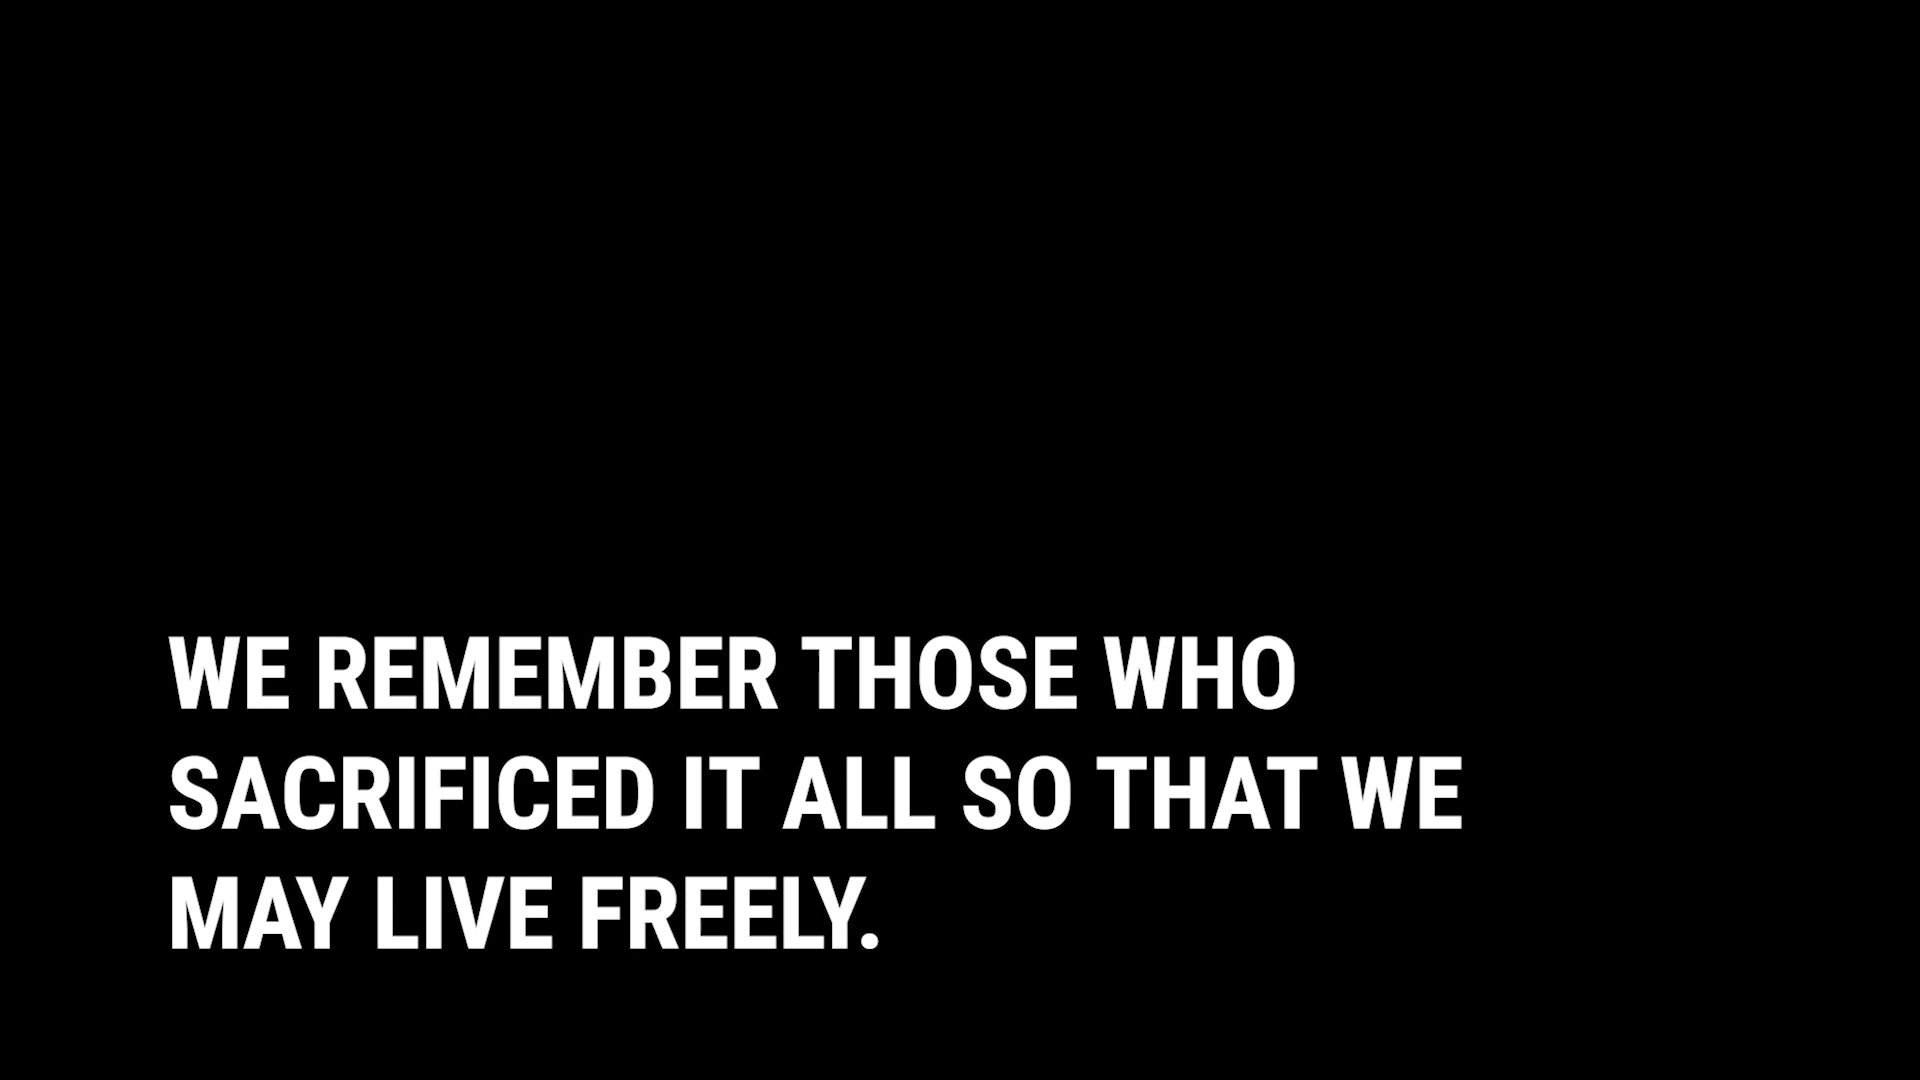 WE REMEMBER THOSE WHO
SACRIFICED IT ALL SO THAT WE
MAY LIVE FREELY.